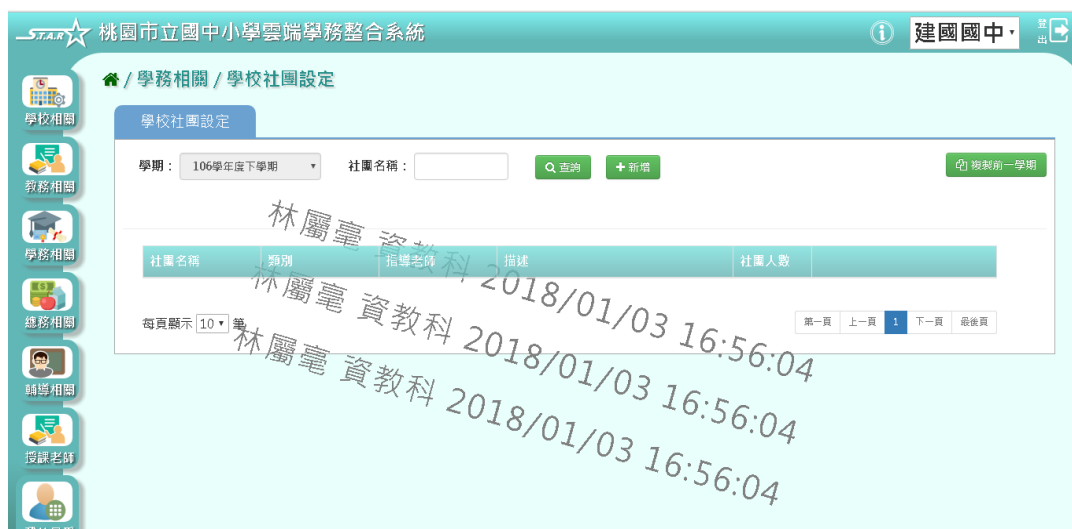 S.T.A.R 桃園市立國中小學雲端學務整合系統 建國國中 登出
/ 學務相關 / 學校社團設定
學校相關
教務相關
學務相關
總務相關
輔導相關
授課老師
學校社團設定
學期： 106學年度下學期 社團名稱： 查詢 新增 複製前一學期
社團名稱 類別 指導老師 描述 社團人數
每頁顯示 10 筆 第一頁 上一頁 1 下一頁 最後頁
林屬毫 資教科 2018/01/03 16:56:04
林屬毫 資教科 2018/01/03 16:56:04
林屬毫 資教科 2018/01/03 16:56:04